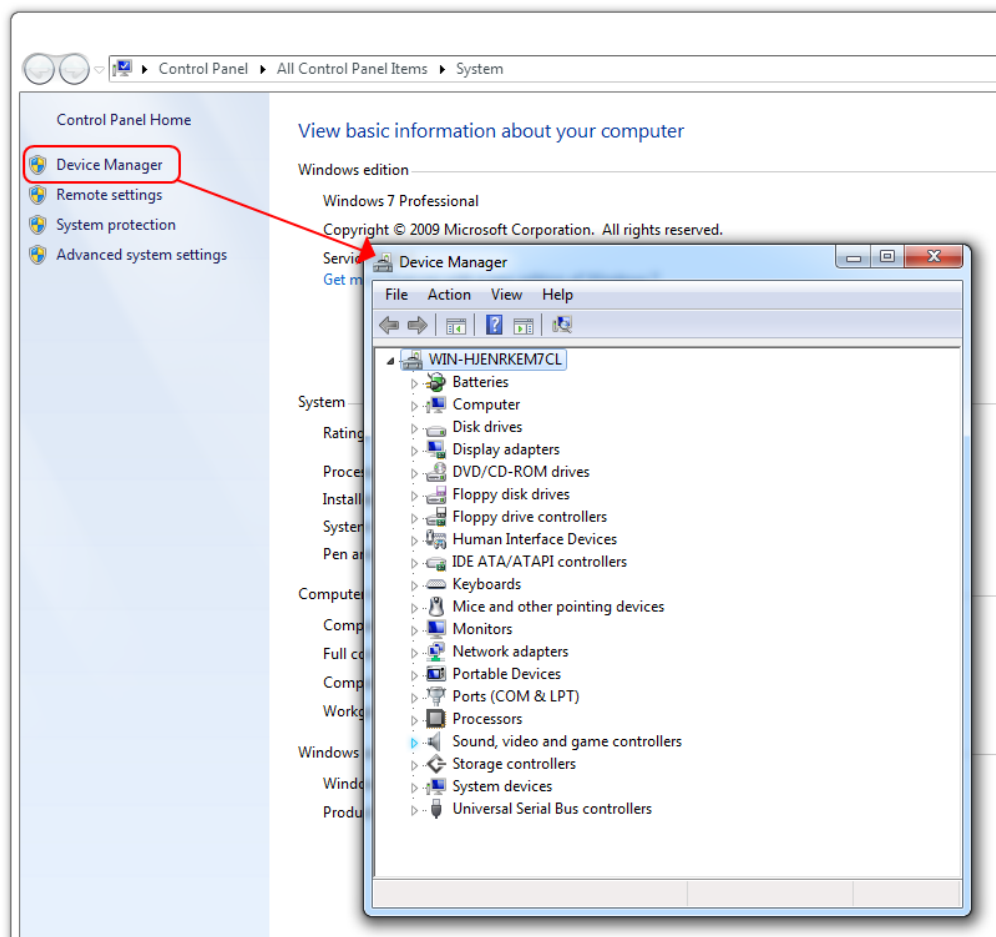 Control Panel
All Control Panel Items
System
Control Panel Home
Device Manager
Remote settings
System protection
Advanced system settings
View basic information about your computer
Windows edition
Windows 7 Professional
Copyright © 2009 Microsoft Corporation. All rights reserved.
Get
System
Rating
System
Pen
Windows
Device Manager
File Action View Help
WIN-HJENRKEM7CL
Batteries
Computer
Disk drives
Display adapters
DVD/CD-ROM drives
Floppy disk drives
Floppy drive controllers
Human Interface Devices
IDE ATA/ATAPI controllers
Keyboards
Mice and other pointing devices
Monitors
Network adapters
Portable Devices
Ports (COM & LPT)
Processors
Sound, video and game controllers
Storage controllers
System devices
Universal Serial Bus controllers